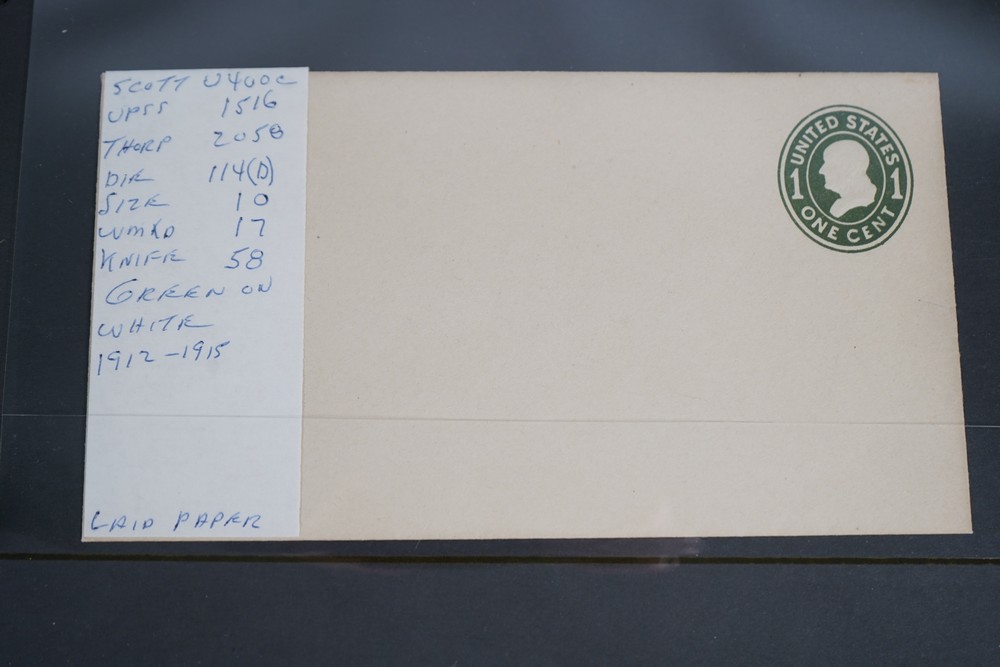 SCOTT U400C
UPSS 1516
THORP 2058
DIE 114(D)
SIZE 10
WMKD 17
KNIFE 58
GREEN ON
WHITE
1912-1915
LAID PAPER
UNITED STATES
1 1
ONE CENT